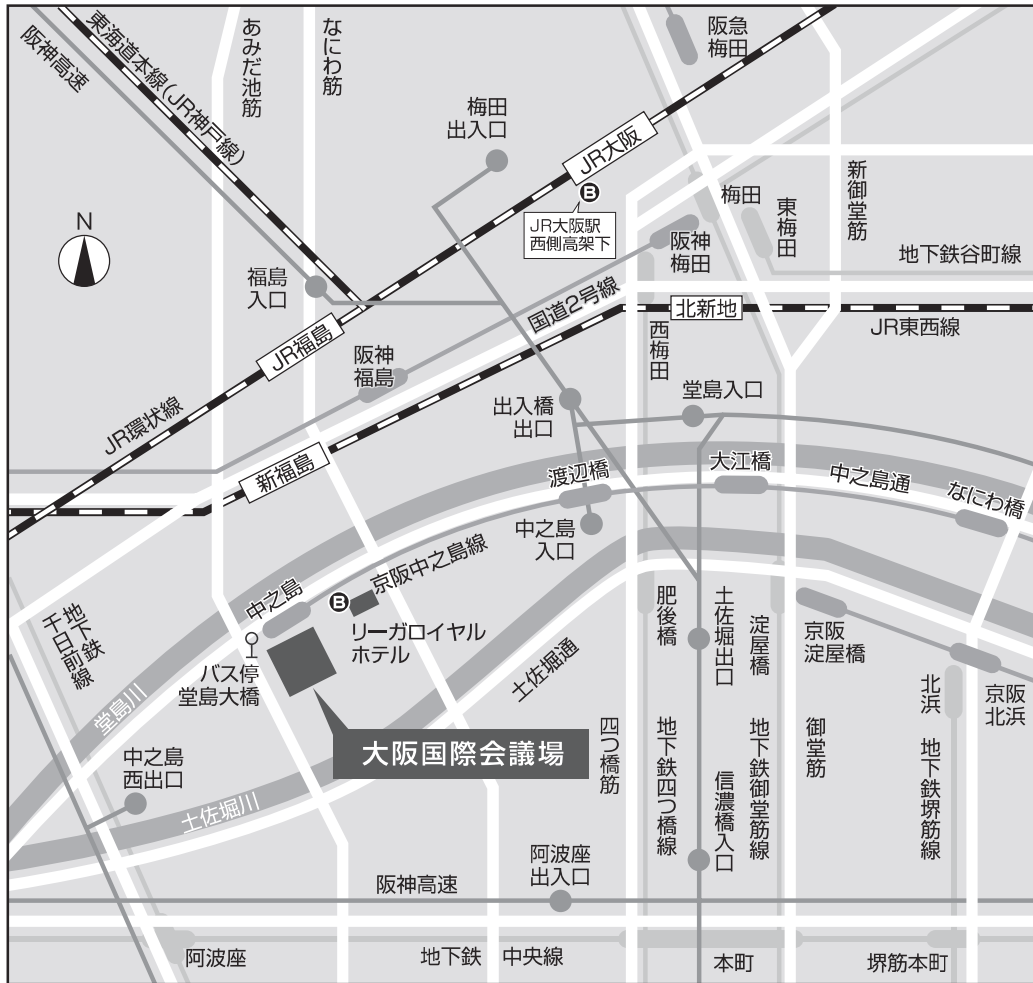 阪急
梅田
東海道本線(JR神戸線)
阪神高速
あみだ池筋
なにわ筋
梅田
出入口
JR大阪
B
JR大阪駅
西側高架下
梅田
東梅田
新御堂筋
N
阪神
梅田
地下鉄谷町線
福島
入口
国道2号線
北新地
JR東西線
JR福島
西梅田
阪神
福島
出入橋
出口
堂島入口
JR環状線
新福島
渡辺橋
大江橋
中之島通
なにわ橋
中之島
入口
京阪中之島線
中之島
B
リーガロイヤル
ホテル
地下鉄
千日前線
バス停
堂島大橋
土佐堀通
肥後橋
土佐堀出口
淀屋橋
京阪
淀屋橋
北浜
京阪
北浜
堂島川
大阪国際会議場
中之島
西出口
四つ橋筋
地下鉄四つ橋線
信濃橋入口
地下鉄御堂筋線
御堂筋
地下鉄堺筋線
土佐堀川
阿波座
出入口
阪神高速
阿波座
地下鉄 中央線
本町
堺筋本町